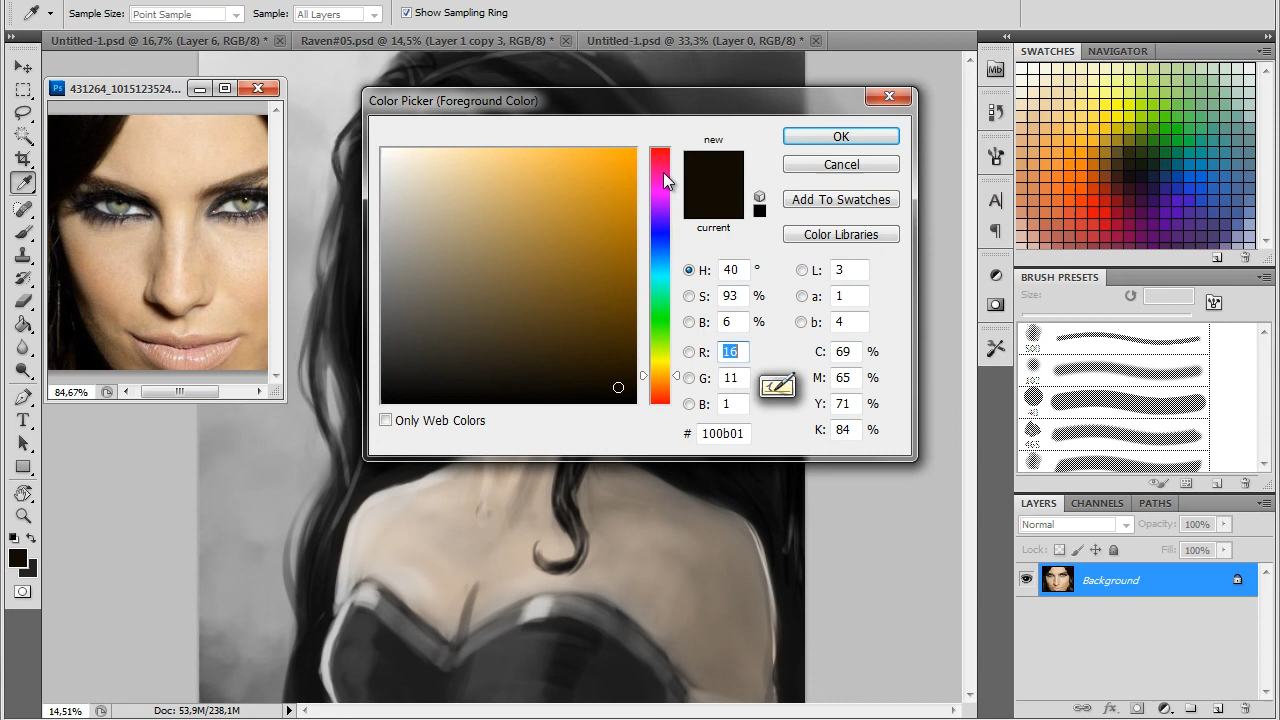 Sample Size: Point Sample Sample: All Layers Show Sampling Ring
Untitled-1.psd @ 16,7% (Layer 6, RGB/8) * Raven#05.psd @ 14,5% (Layer 1 copy 3, RGB/8) * Untitled-1.psd @ 33,3% (Layer 0, RGB/8) *
Ps 431264_1015123524...
84,67%
Color Picker (Foreground Color)
new
current
OK
Cancel
Add To Swatches
Color Libraries
H: 40 ° L: 3
S: 93 % a: 1
B: 6 % b: 4
R: 16 C: 69 %
G: 11 M: 65 %
B: 1 Y: 71 %
# 100b01 K: 84 %
Only Web Colors
Mb
A
SWATCHES NAVIGATOR
BRUSH PRESETS
Size:
LAYERS CHANNELS PATHS
Normal Opacity: 100%
Lock: Fill: 100%
Background
fx
T
14,51% Doc: 53,9M/238,1M